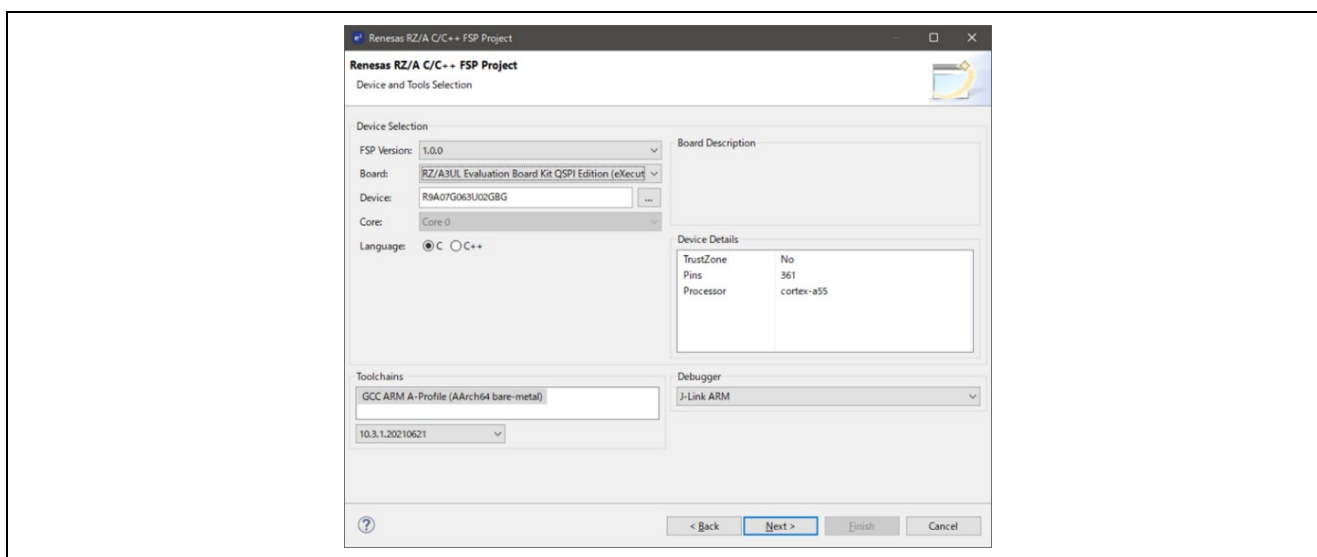 Renesas RZ/A C/C++ FSP Project
Renesas RZ/A C/C++ FSP Project
Device and Tools Selection
Device Selection
FSP Version: 1.0.0
Board: RZ/A3UL Evaluation Board Kit QSPI Edition (eXecut
Device: R9A07G063U02GBG ...
Core: Core 0
Language: C C++
Board Description
Device Details
TrustZone No
Pins 361
Processor cortex-a55
Toolchains
GCC ARM A-Profile (AArch64 bare-metal)
10.3.1.20210621
Debugger
J-Link ARM
? < Back Next > Finish Cancel